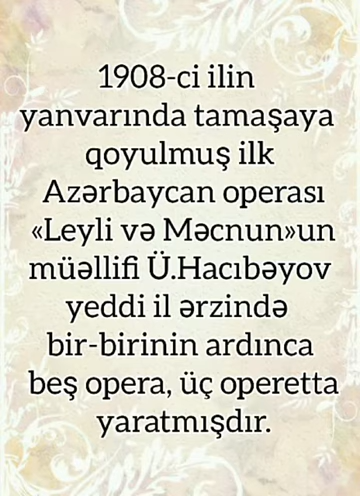 1908-ci ilin
yanvarında tamaşaya
qoyulmuş ilk
Azərbaycan operası
«Leyli və Məcnun»un
müəllifi Ü.Hacıbəyov
yeddi il ərzində
bir-birinin ardınca
beş opera, üç operetta
yaratmışdır.